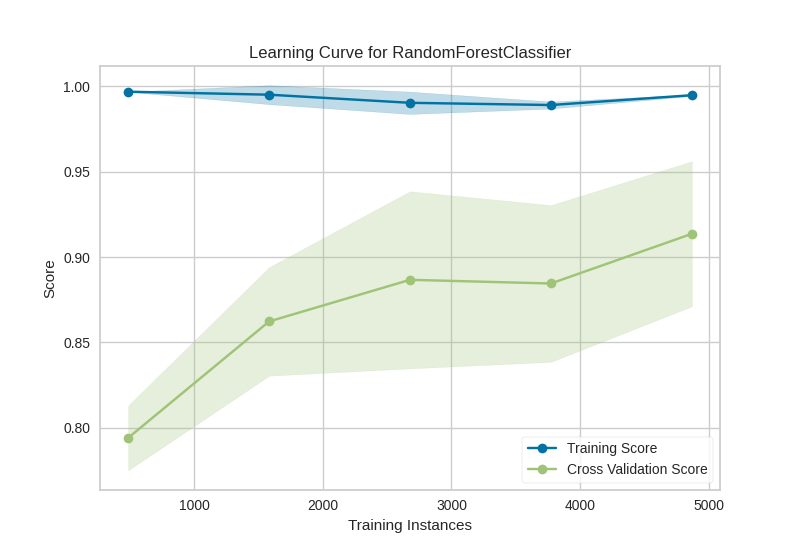 Learning Curve for RandomForestClassifier
1.00
0.95
0.90
0.85
0.80
Score
1000 2000 3000 4000 5000
Training Instances
Training Score
Cross Validation Score